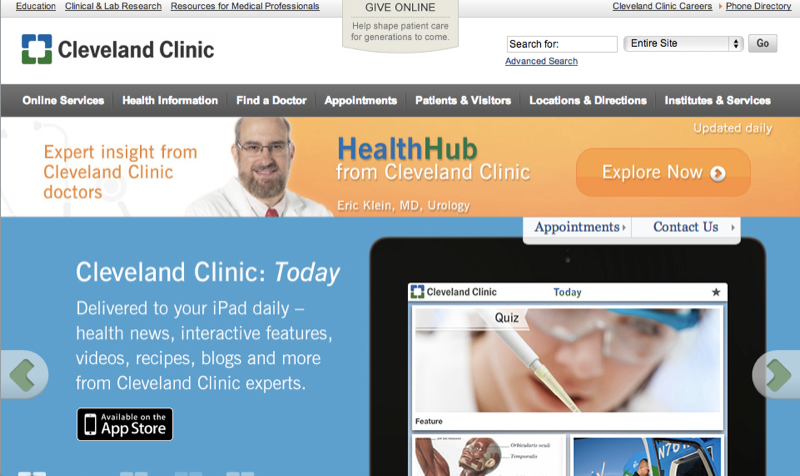 Education Clinical & Lab Research Resources for Medical Professionals
GIVE ONLINE
Help shape patient care
for generations to come.
Cleveland Clinic Careers Phone Directory
Cleveland Clinic
Search for:
Entire Site
Go
Advanced Search
Online Services Health Information Find a Doctor Appointments Patients & Visitors Locations & Directions Institutes & Services
Expert insight from
Cleveland Clinic
doctors
HealthHub
from Cleveland Clinic
Eric Klein, MD, Urology
Updated daily
Explore Now
Appointments Contact Us
Cleveland Clinic: Today
Delivered to your iPad daily –
health news, interactive features,
videos, recipes, blogs and more
from Cleveland Clinic experts.
Available on the
App Store
Cleveland Clinic Today
Quiz
Feature
Orbicularis oculi
Temporalis